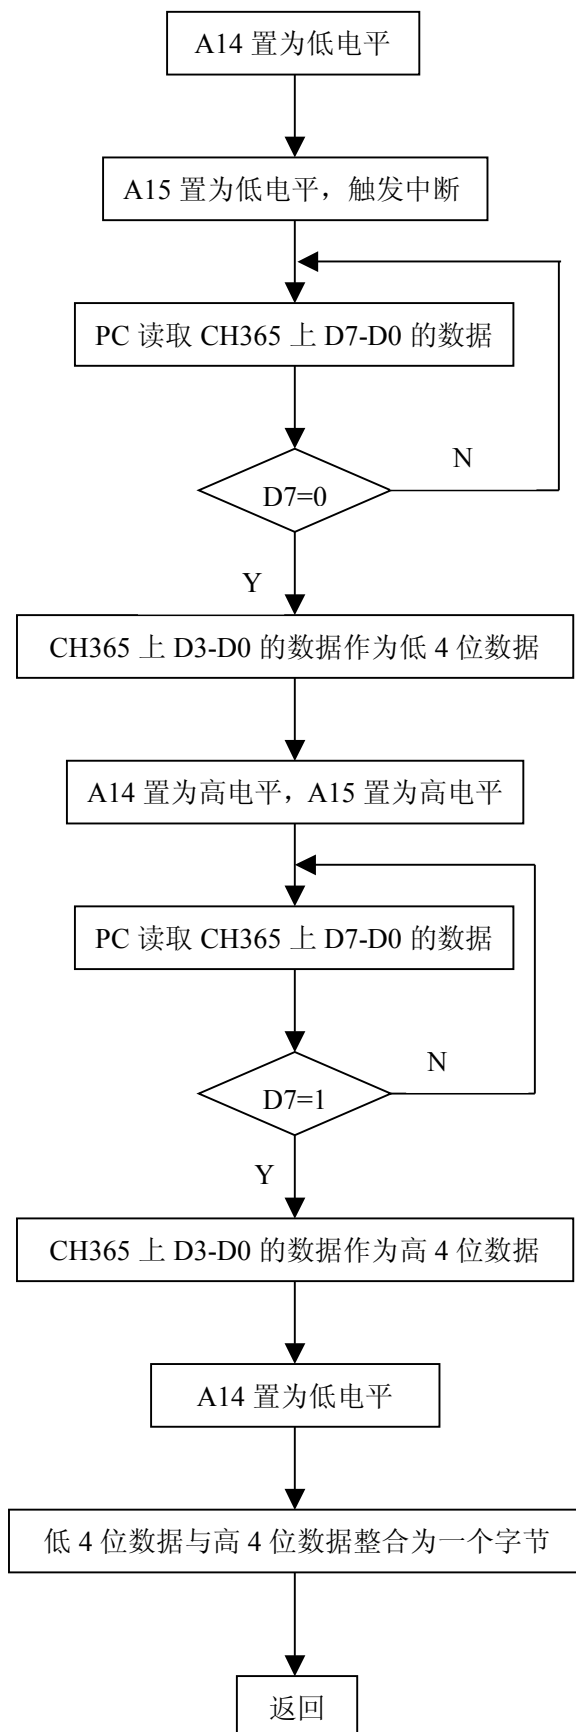 A14 置为低电平
A15 置为低电平，触发中断
PC 读取 CH365 上 D7-D0 的数据
N
D7=0
Y
CH365 上 D3-D0 的数据作为低 4 位数据
A14 置为高电平，A15 置为高电平
PC 读取 CH365 上 D7-D0 的数据
N
D7=1
Y
CH365 上 D3-D0 的数据作为高 4 位数据
A14 置为低电平
低 4 位数据与高 4 位数据整合为一个字节
返回